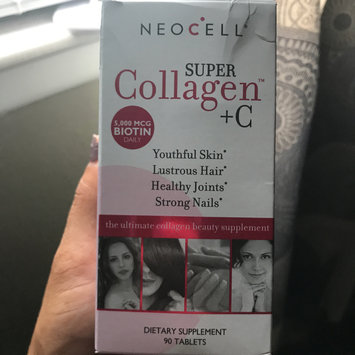 NEOCELL
SUPER
Collagen™
+C
5,000 MCG
BIOTIN
DAILY
Youthful Skin*
Lustrous Hair*
Healthy Joints*
Strong Nails*
the ultimate collagen beauty supplement
DIETARY SUPPLEMENT
90 TABLETS